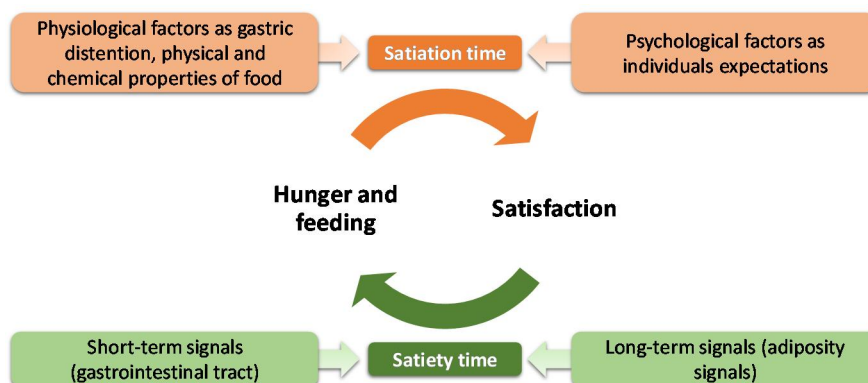 Physiological factors as gastric
distention, physical and
chemical properties of food
Satiation time
Psychological factors as
individuals expectations
Hunger and
feeding
Satisfaction
Short-term signals
(gastrointestinal tract)
Satiety time
Long-term signals (adiposity
signals)